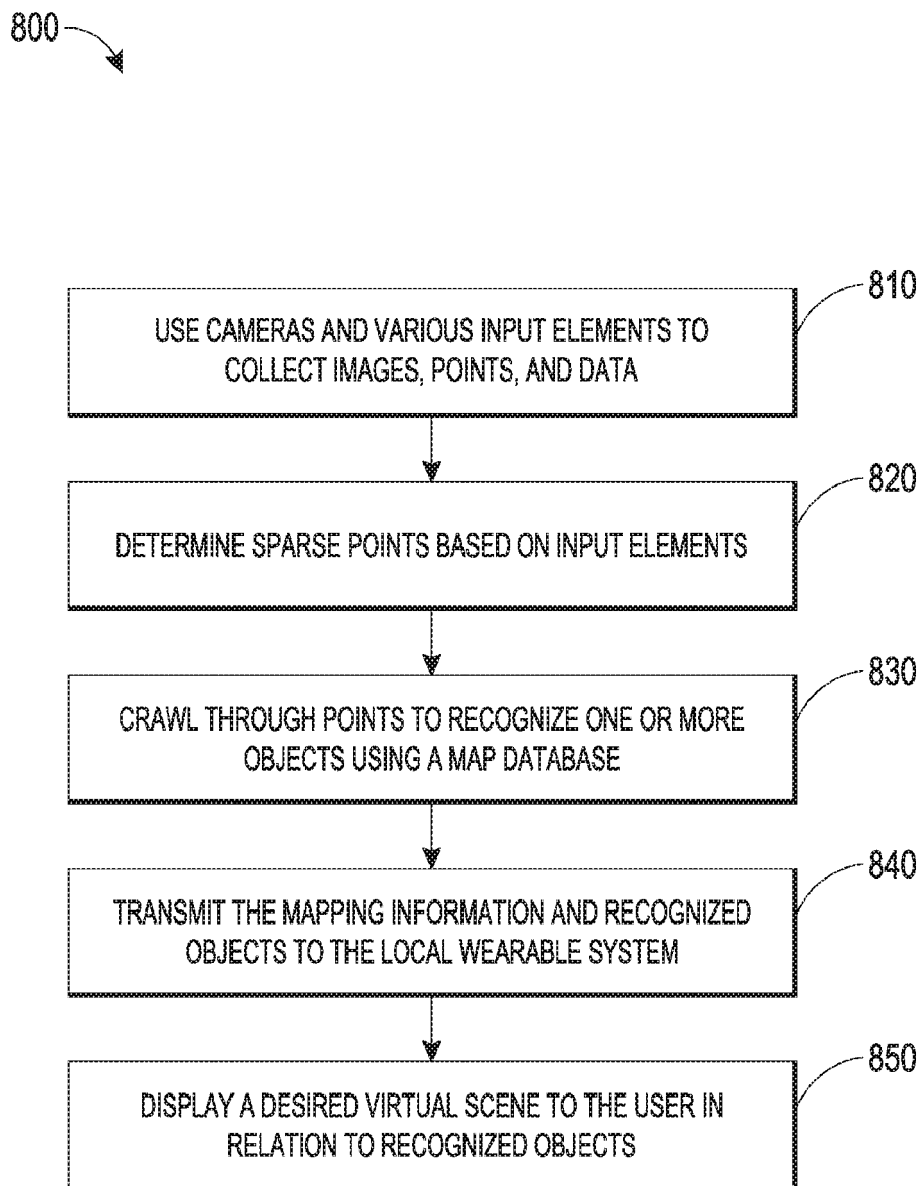 800
810
USE CAMERAS AND VARIOUS INPUT ELEMENTS TO
COLLECT IMAGES, POINTS, AND DATA
820
DETERMINE SPARSE POINTS BASED ON INPUT ELEMENTS
830
CRAWL THROUGH POINTS TO RECOGNIZE ONE OR MORE
OBJECTS USING A MAP DATABASE
840
TRANSMIT THE MAPPING INFORMATION AND RECOGNIZED
OBJECTS TO THE LOCAL WEARABLE SYSTEM
850
DISPLAY A DESIRED VIRTUAL SCENE TO THE USER IN
RELATION TO RECOGNIZED OBJECTS